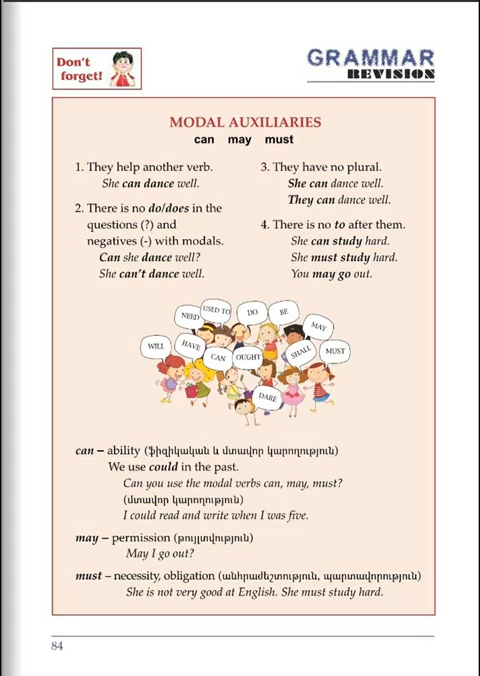 Don't
forget!
GRAMMAR
REVISION
MODAL AUXILIARIES
can may must
1. They help another verb.
She can dance well.
2. There is no do/does in the
questions (?) and
negatives (-) with modals.
Can she dance well?
She can't dance well.
3. They have no plural.
She can dance well.
They can dance well.
4. There is no to after them.
She can study hard.
She must study hard.
You may go out.
NEED
USED TO
DO
BE
MAY
WILL
HAVE
CAN
OUGHT
SHALL
MUST
DARE
can – ability (ֆիզիկական և մտավոր կարողություն)
We use could in the past.
Can you use the modal verbs can, may, must?
(մտավոր կարողություն)
I could read and write when I was five.
may – permission (թույլտվություն)
May I go out?
must – necessity, obligation (անհրաժեշտություն, պարտավորություն)
She is not very good at English. She must study hard.
84